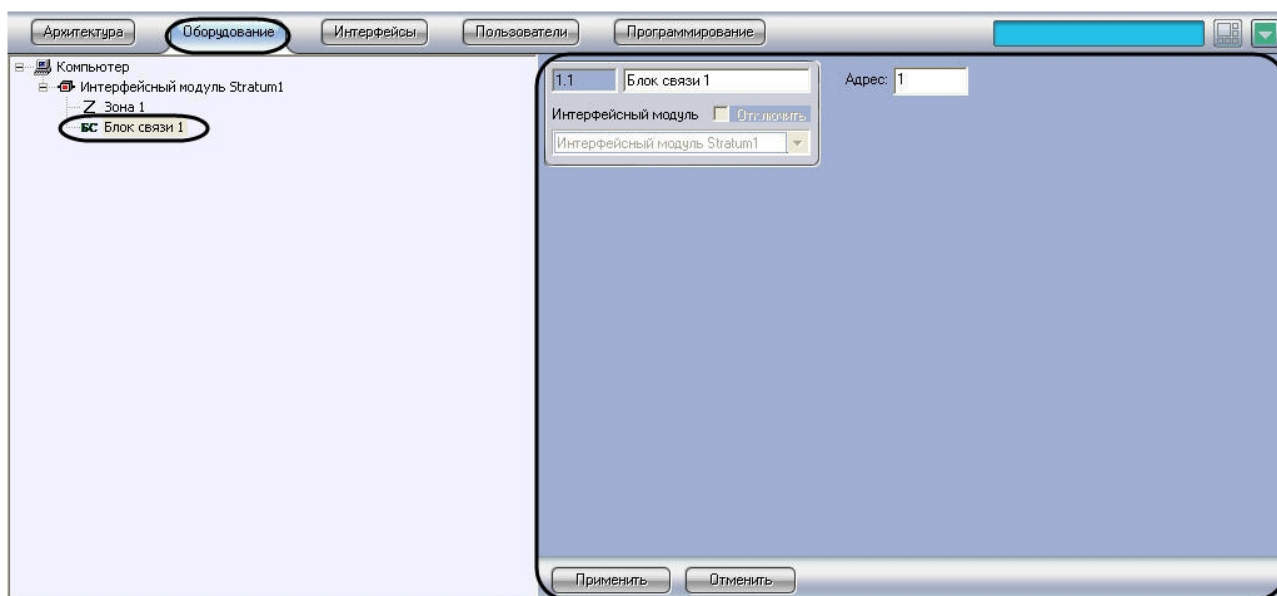 Архитектура Оборудование Интерфейсы Пользователи Программирование
Компьютер
Интерфейсный модуль Stratum1
Z Зона 1
БС Блок связи 1
1.1 Блок связи 1 Адрес: 1
Интерфейсный модуль Отключить
Интерфейсный модуль Stratum1
Применить Отменить